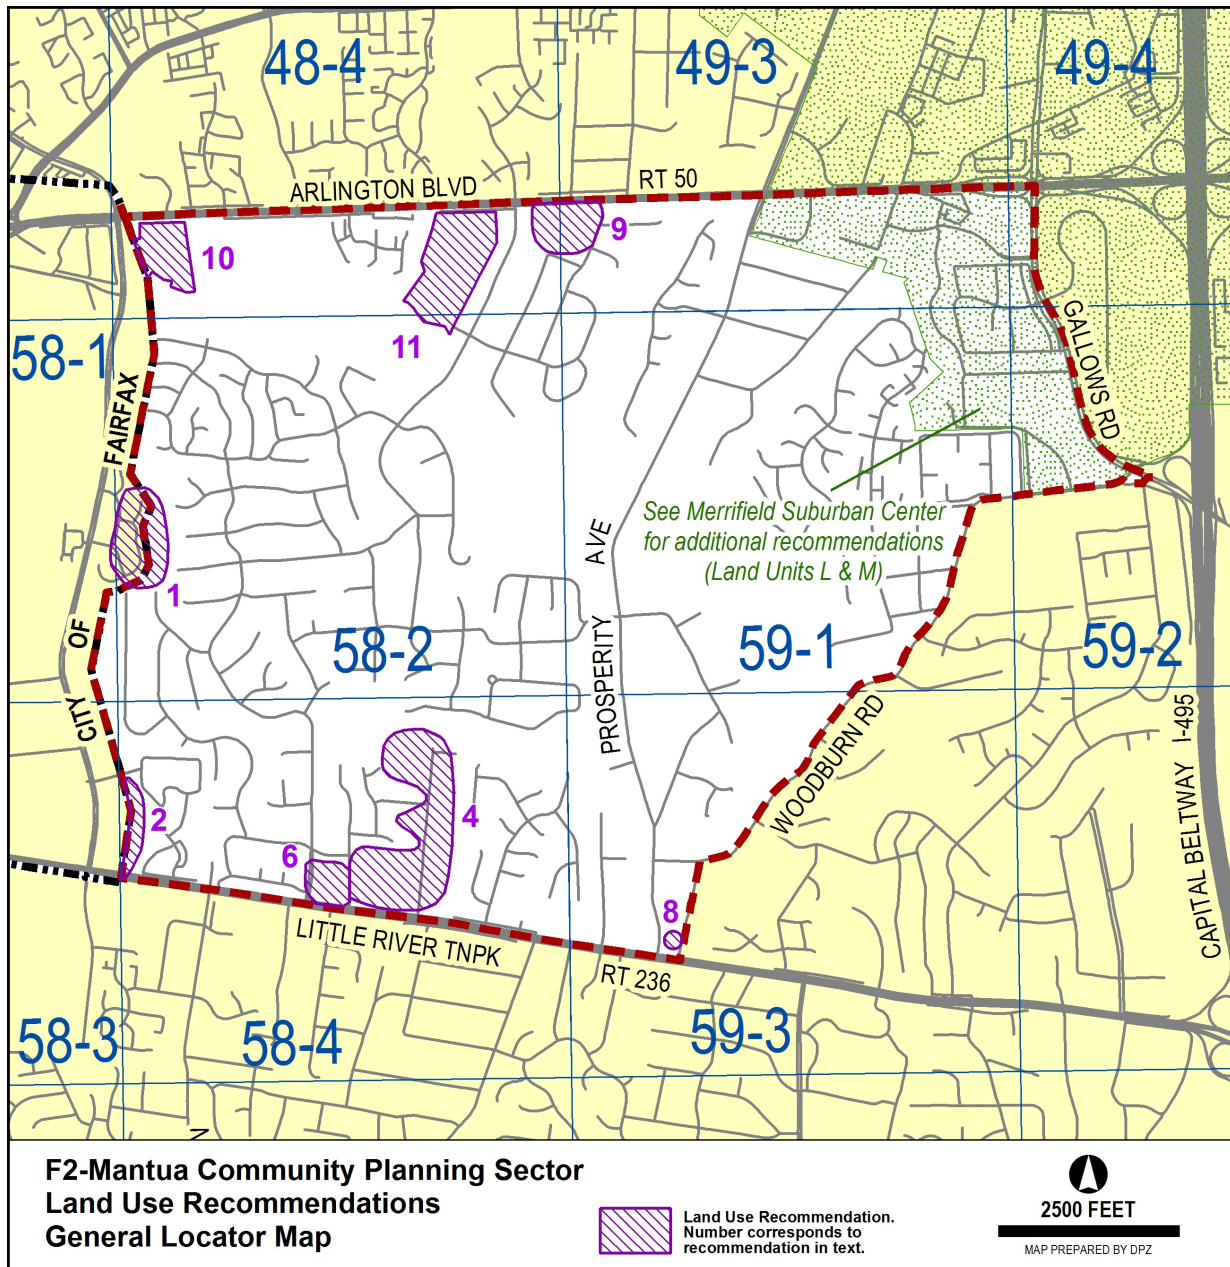 48-4
49-3
49-4
ARLINGTON BLVD
RT 50
10
9
11
58-1
GALLOWS RD
FAIRFAX
See Merrifield Suburban Center
for additional recommendations
(Land Units L & M)
1
AVE
OF
58-2
59-1
59-2
PROSPERITY
CITY
I-495
WOODBURN RD
2
4
6
CAPITAL BELTWAY
8
LITTLE RIVER TNPK
RT 236
58-3
58-4
59-3
N
F2-Mantua Community Planning Sector
Land Use Recommendations
General Locator Map
Land Use Recommendation.
Number corresponds to
recommendation in text.
2500 FEET
MAP PREPARED BY DPZ